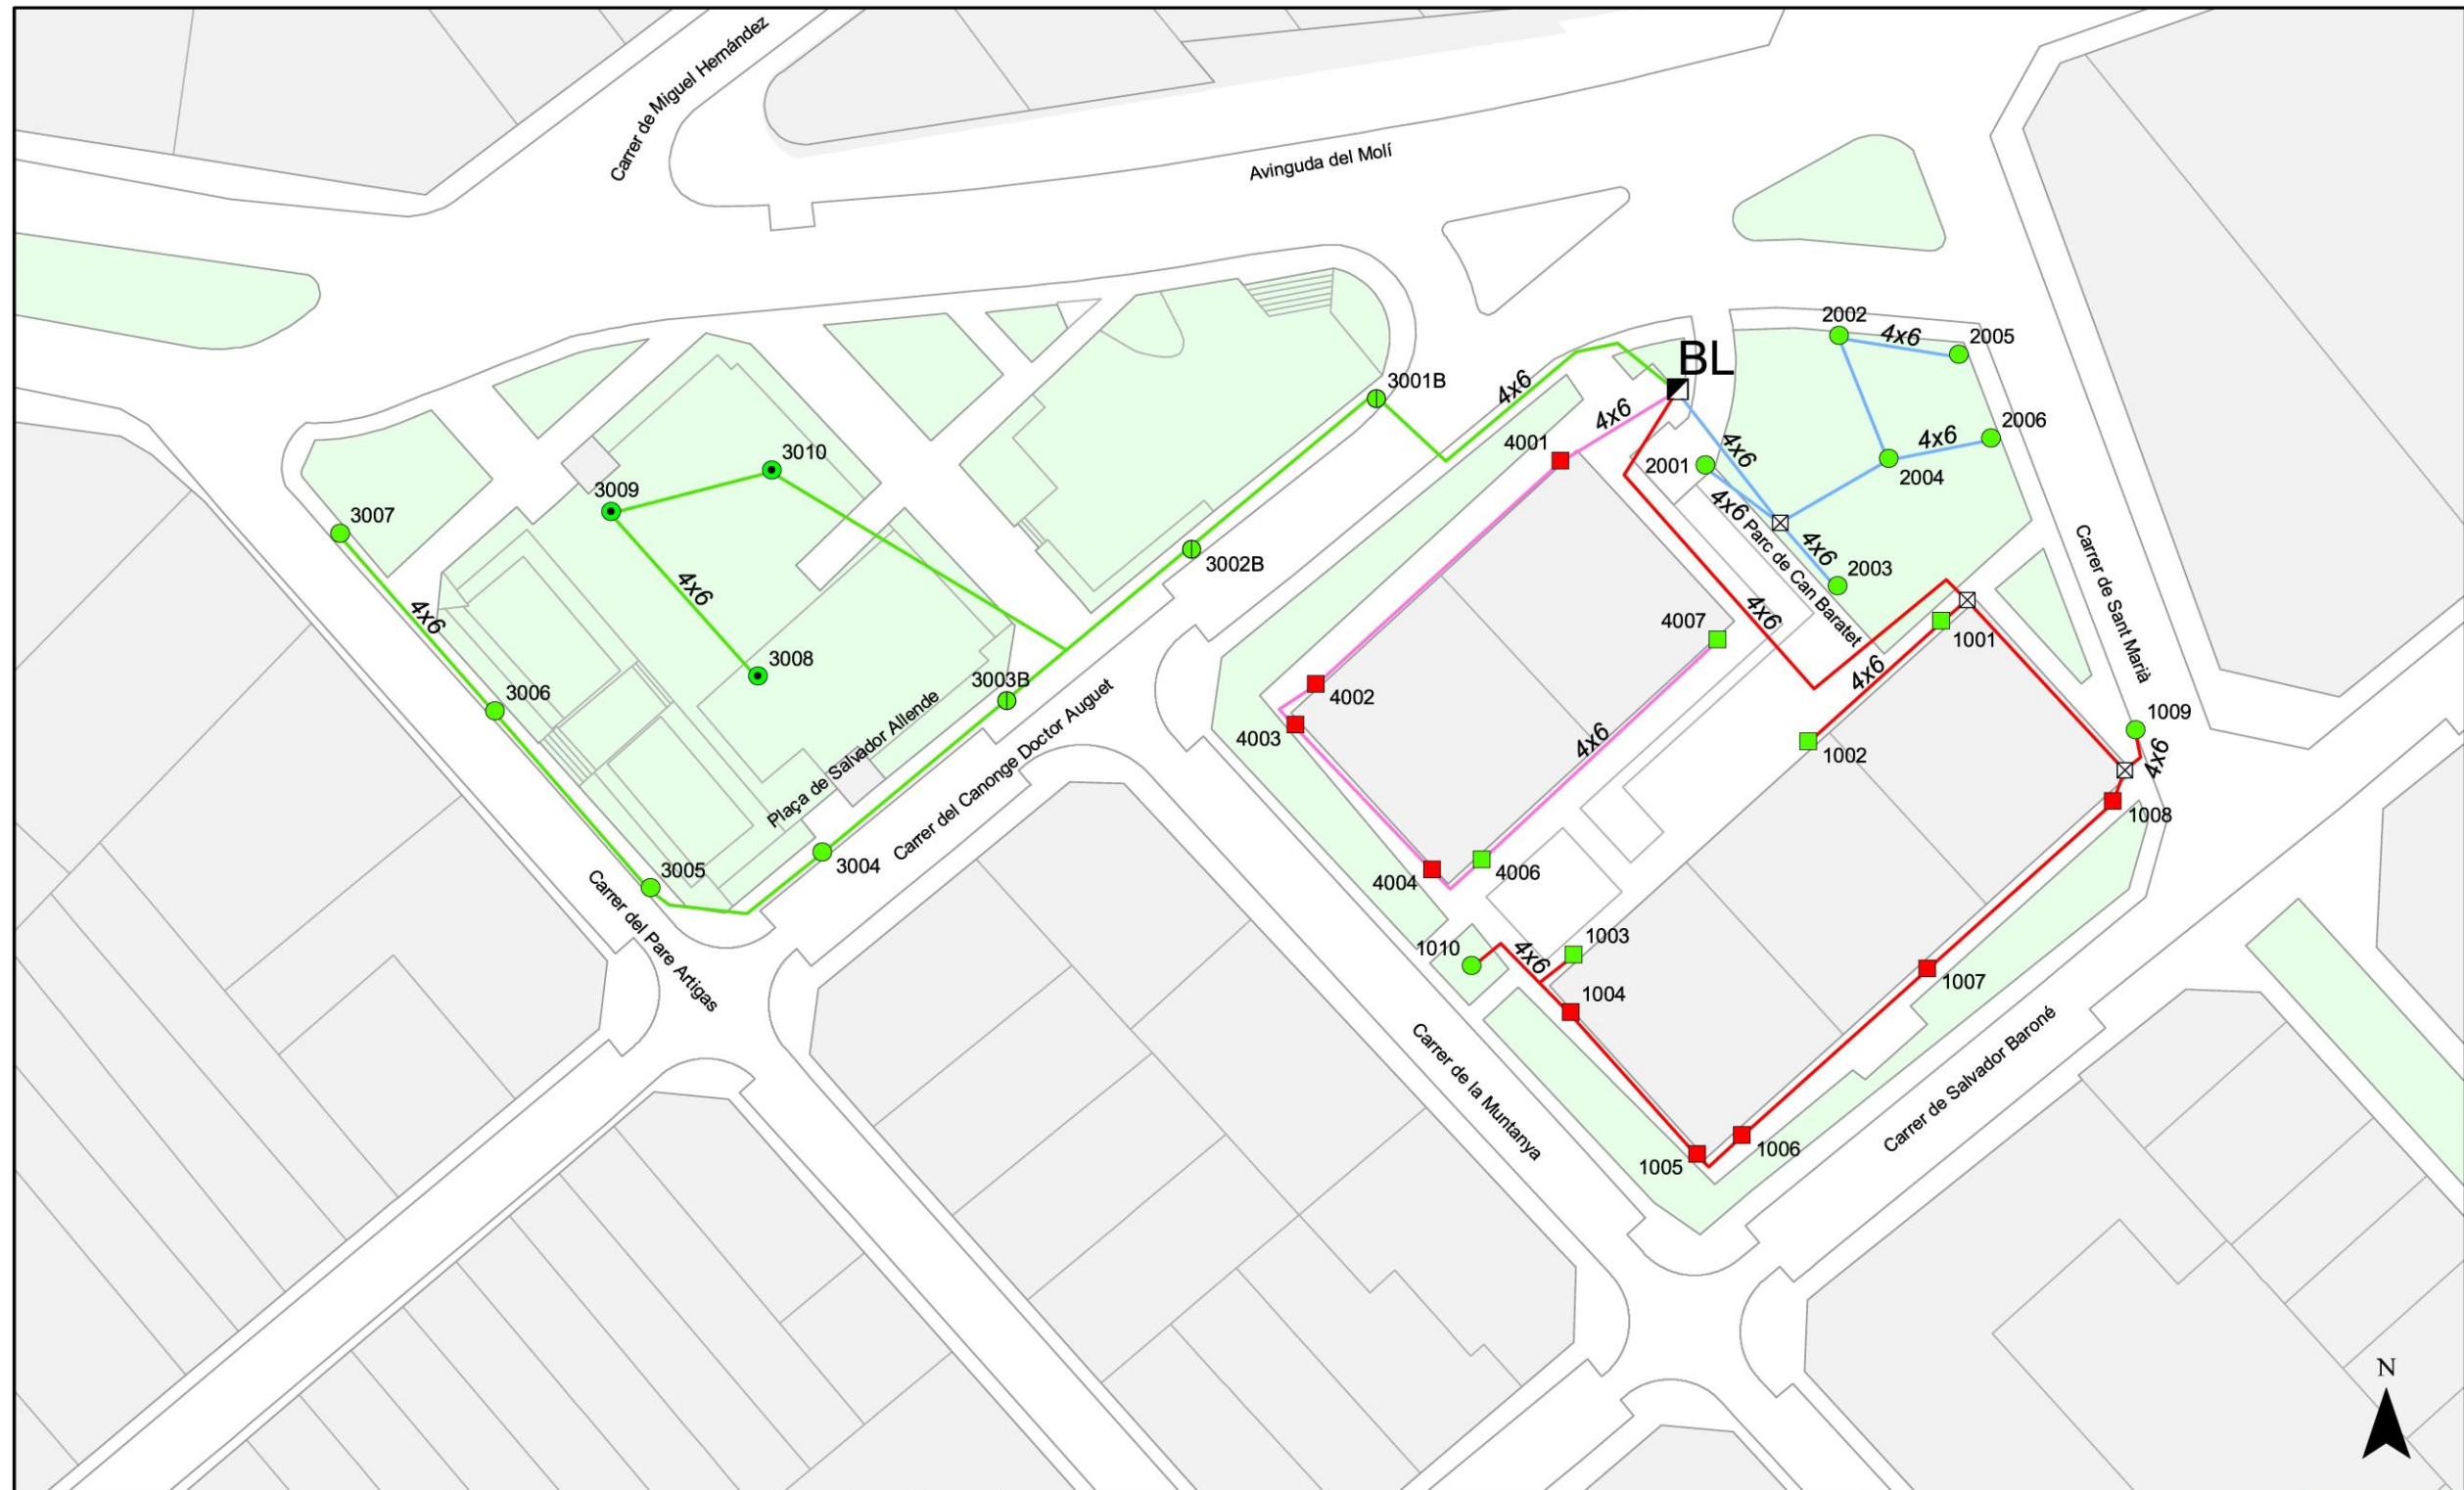 Carrer de Miguel Hernández
Avinguda del Molí
BL
2002
4x6
2005
3001B
4x6
4x6
4001
2001
4x6
4x6
2006
2004
3010
3009
3007
3002B
4x6
4x6
Parc de Can Baratet
4x6
2003
4x6
4007
1001
Carrer de Sant Marià
3008
3006
3003B
4002
4003
4x6
4x6
1002
1009
4x6
1008
Plaça de Salvador Allende
Carrer del Canonge Doctor Auguet
3005
3004
4004
4006
Carrer del Pare Artigas
1010
4x6
1003
1004
1007
Carrer de la Muntanya
Carrer de Salvador Baroné
1005
1006
N